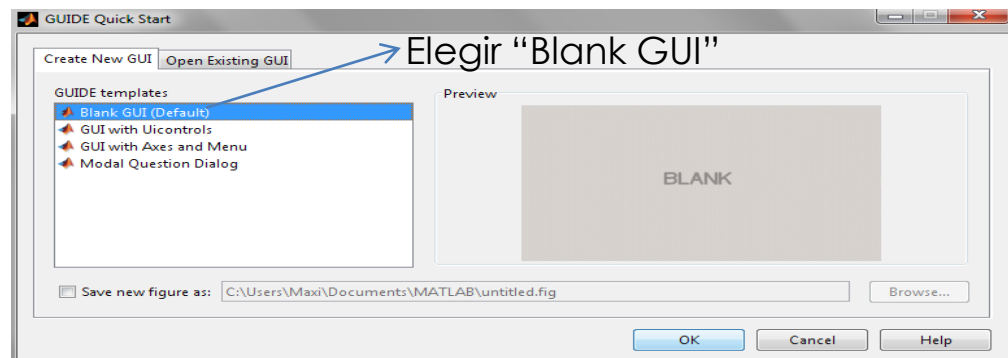 GUIDE Quick Start
Elegir “Blank GUI”
Create New GUI
Open Existing GUI
GUIDE templates
Preview
Blank GUI (Default)
GUI with Uicontrols
GUI with Axes and Menu
Modal Question Dialog
BLANK
Save new figure as:
C:\Users\Maxi\Documents\MATLAB\untitled.fig
Browse...
OK
Cancel
Help